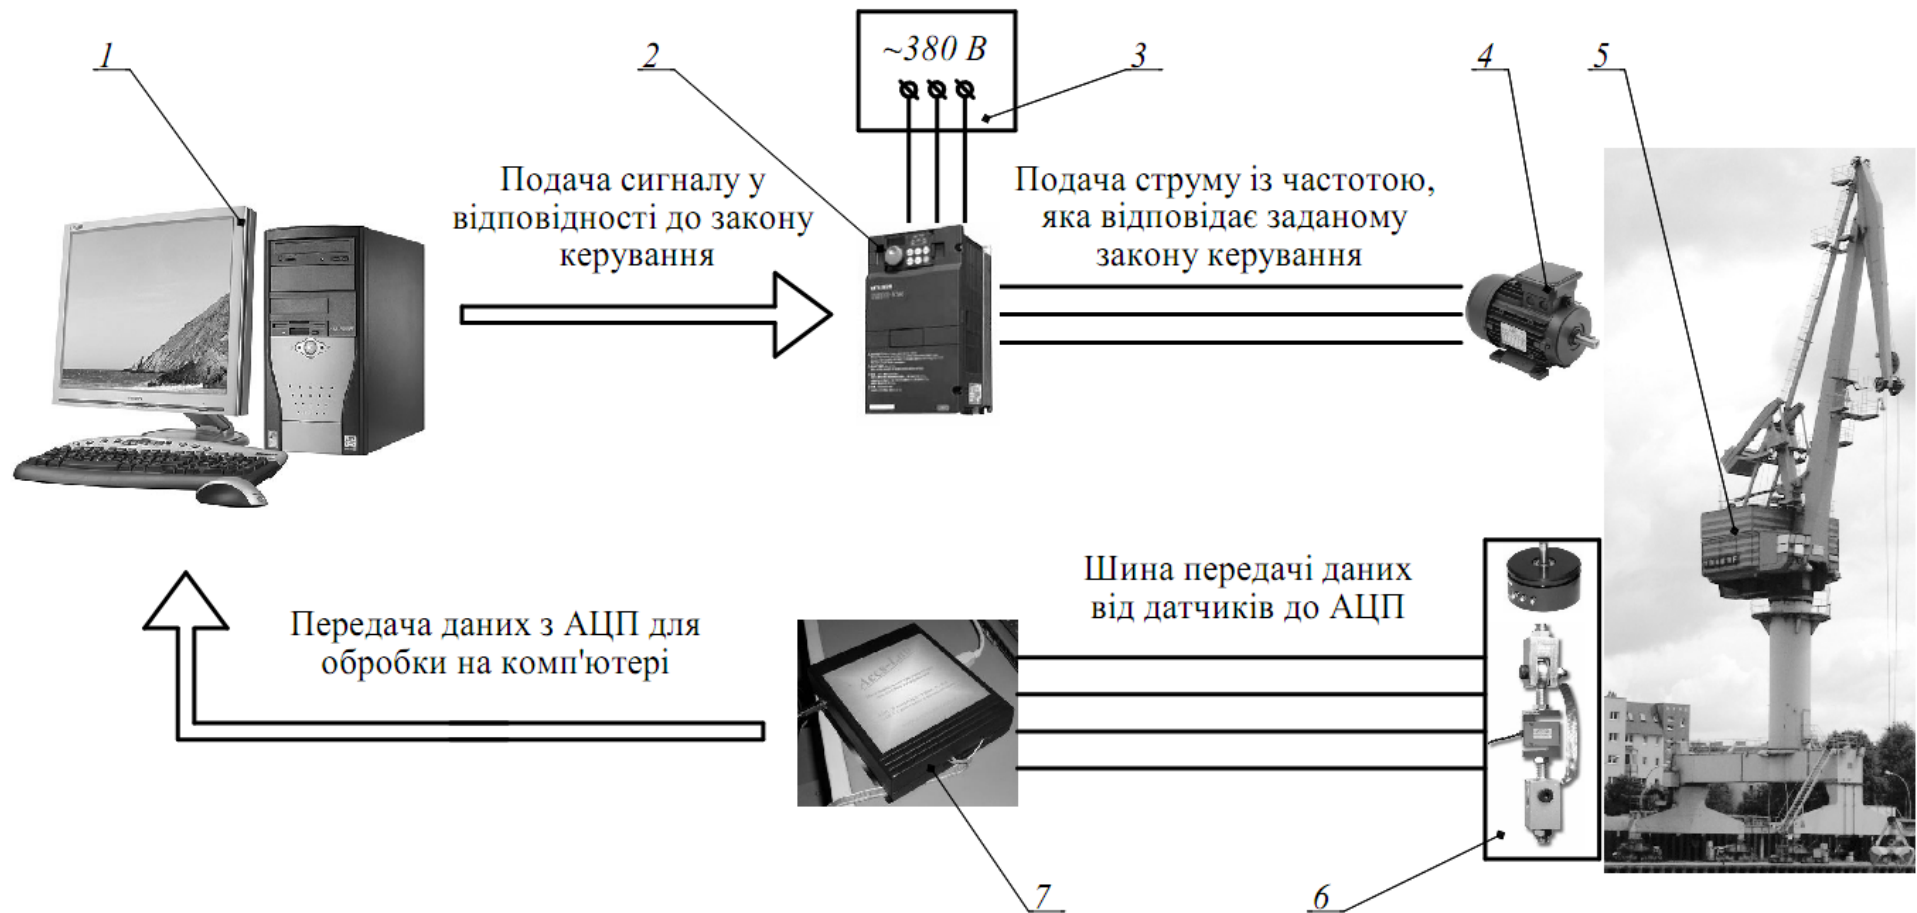 1
2
~380 В
3
4
5
Подача сигналу у
відповідності до закону
керування
Подача струму із частотою,
яка відповідає заданому
закону керування
Шина передачі даних
від датчиків до АЦП
Передача даних з АЦП для
обробки на комп'ютері
7
6